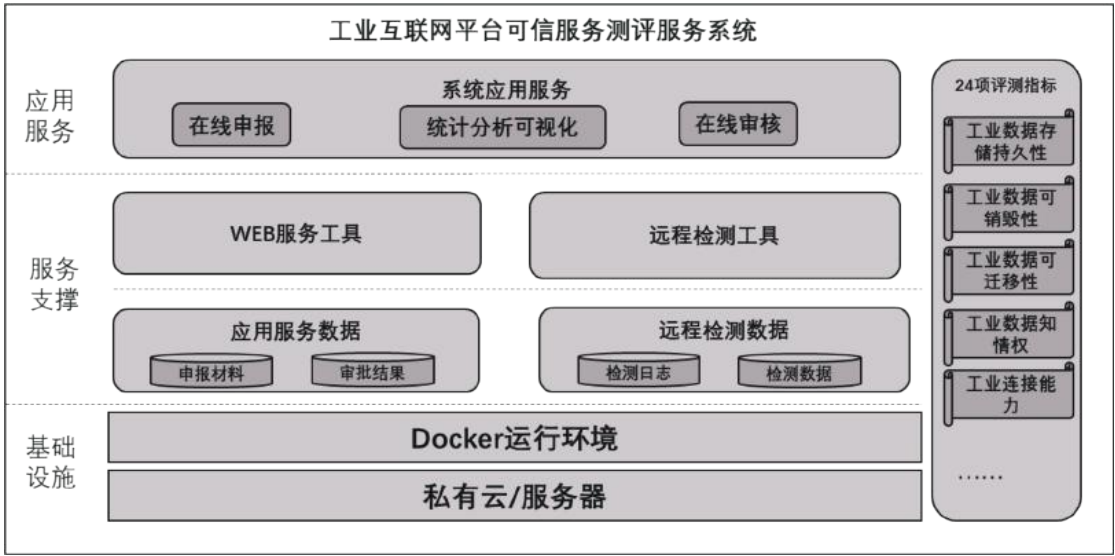 工业互联网平台可信服务测评服务系统
应用
服务
系统应用服务
在线申报
统计分析可视化
在线审核
服务
支撑
WEB服务工具
远程检测工具
应用服务数据
申报材料
审批结果
远程检测数据
检测日志
检测数据
基础
设施
Docker运行环境
私有云/服务器
24项评测指标
工业数据存
储持久性
工业数据可
销毁性
工业数据可
迁移性
工业数据知
情权
工业连接能
力
……